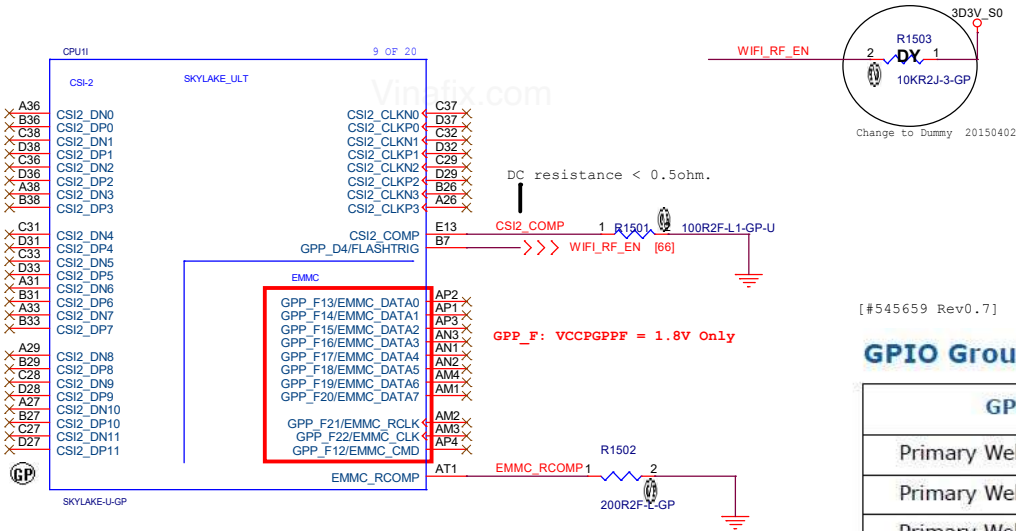 CPU1I
9 OF 20
CSI-2
SKYLAKE_ULT
Vinafix.com
A36 CSI2_DN0
B36 CSI2_DP0
C38 CSI2_DN1
D38 CSI2_DP1
C36 CSI2_DN2
D36 CSI2_DP2
A38 CSI2_DN3
B38 CSI2_DP3
C31 CSI2_DN4
D31 CSI2_DP4
C33 CSI2_DN5
D33 CSI2_DP5
A31 CSI2_DN6
B31 CSI2_DP6
A33 CSI2_DN7
B33 CSI2_DP7
A29 CSI2_DN8
B29 CSI2_DP8
C28 CSI2_DN9
D28 CSI2_DP9
A27 CSI2_DN10
B27 CSI2_DP10
C27 CSI2_DN11
D27 CSI2_DP11
CSI2_CLKN0 C37
CSI2_CLKP0 D37
CSI2_CLKN1 C32
CSI2_CLKP1 D32
CSI2_CLKN2 C29
CSI2_CLKP2 D29
CSI2_CLKN3 B26
CSI2_CLKP3 A26
CSI2_COMP E13
GPP_D4/FLASHTRIG B7
EMMC
GPP_F13/EMMC_DATA0 AP2
GPP_F14/EMMC_DATA1 AP1
GPP_F15/EMMC_DATA2 AP3
GPP_F16/EMMC_DATA3 AN3
GPP_F17/EMMC_DATA4 AN1
GPP_F18/EMMC_DATA5 AN2
GPP_F19/EMMC_DATA6 AM4
GPP_F20/EMMC_DATA7 AM1
GPP_F21/EMMC_RCLK AM2
GPP_F22/EMMC_CLK AM3
GPP_F12/EMMC_CMD AP4
EMMC_RCOMP AT1
GP
SKYLAKE-U-GP
DC resistance < 0.5ohm.
CSI2_COMP 1 R1501 2 100R2F-L1-GP-U
WIFI_RF_EN [66]
GPP_F: VCCPGPPF = 1.8V Only
R1502
EMMC_RCOMP 1 2
200R2F-L-GP
3D3V_S0
R1503
WIFI_RF_EN 2 DY 1
10KR2J-3-GP
Change to Dummy 20150402
[#545659 Rev0.7]
GPIO Grou
GP
Primary We
Primary We
Primary We